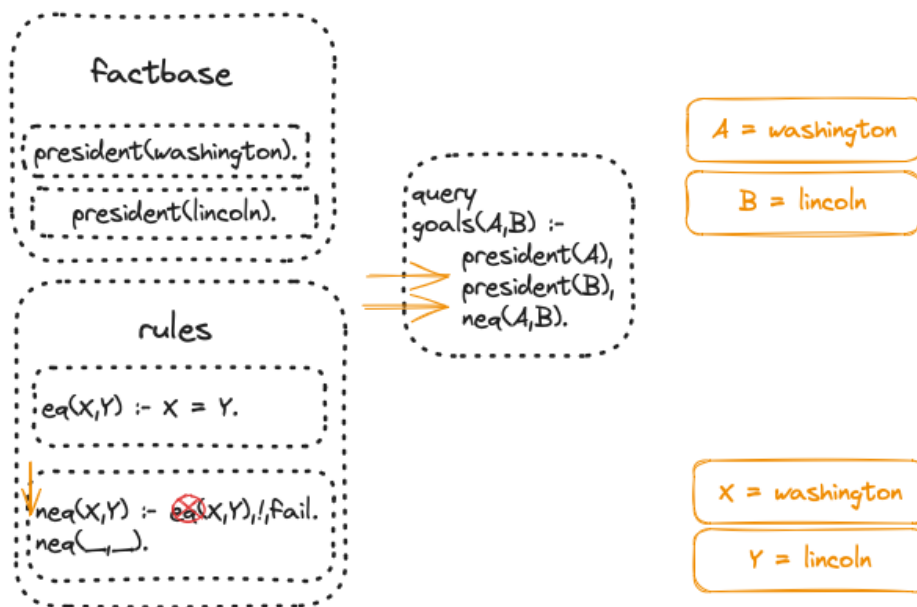 factbase
president(washington).
president(lincoln).
rules
eq(X,Y) :- X = Y.
neq(X,Y) :- eq(X,Y),!,fail.
neq(_,_).
query
goals(A,B) :-
president(A),
president(B),
neq(A,B).
A = washington
B = lincoln
X = washington
Y = lincoln